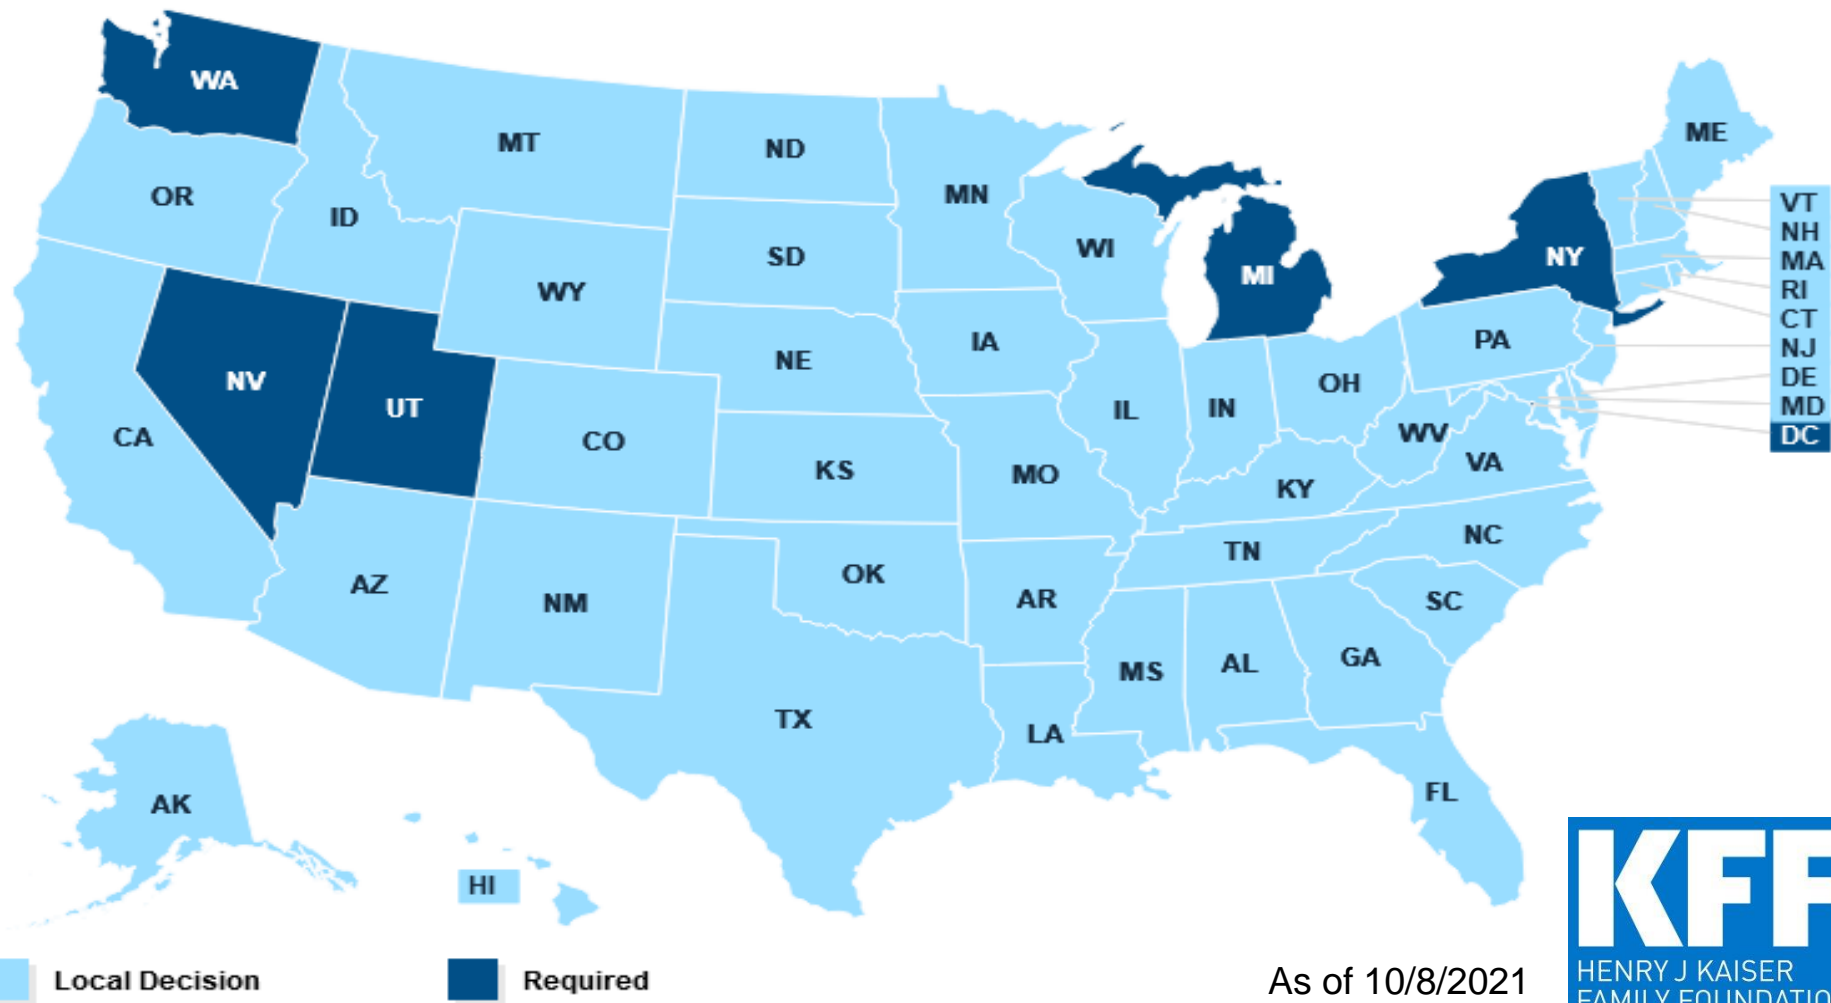 WA
MT
ND
MN
ME
OR
ID
SD
WI
MI
NY
VT
NH
MA
RI
CT
NJ
DE
MD
DC
WY
NE
IA
PA
NV
UT
CO
KS
MO
IL
IN
OH
WV
VA
KY
CA
AZ
NM
OK
AR
TN
NC
SC
TX
LA
MS
AL
GA
FL
AK
HI
Local Decision
Required
As of 10/8/2021
KFF
HENRY J KAISER
FAMILY FOUNDATIO